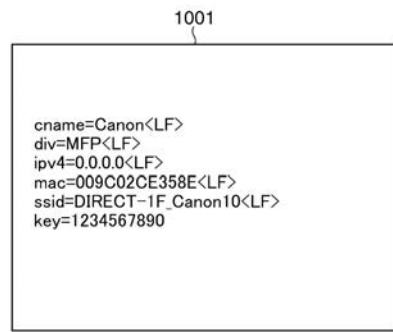 1001
cname=Canon<LF>
div=MFP<LF>
ipv4=0.0.0.0<LF>
mac=009C02CE358E<LF>
ssid=DIRECT-1F_Canon10<LF>
key=1234567890